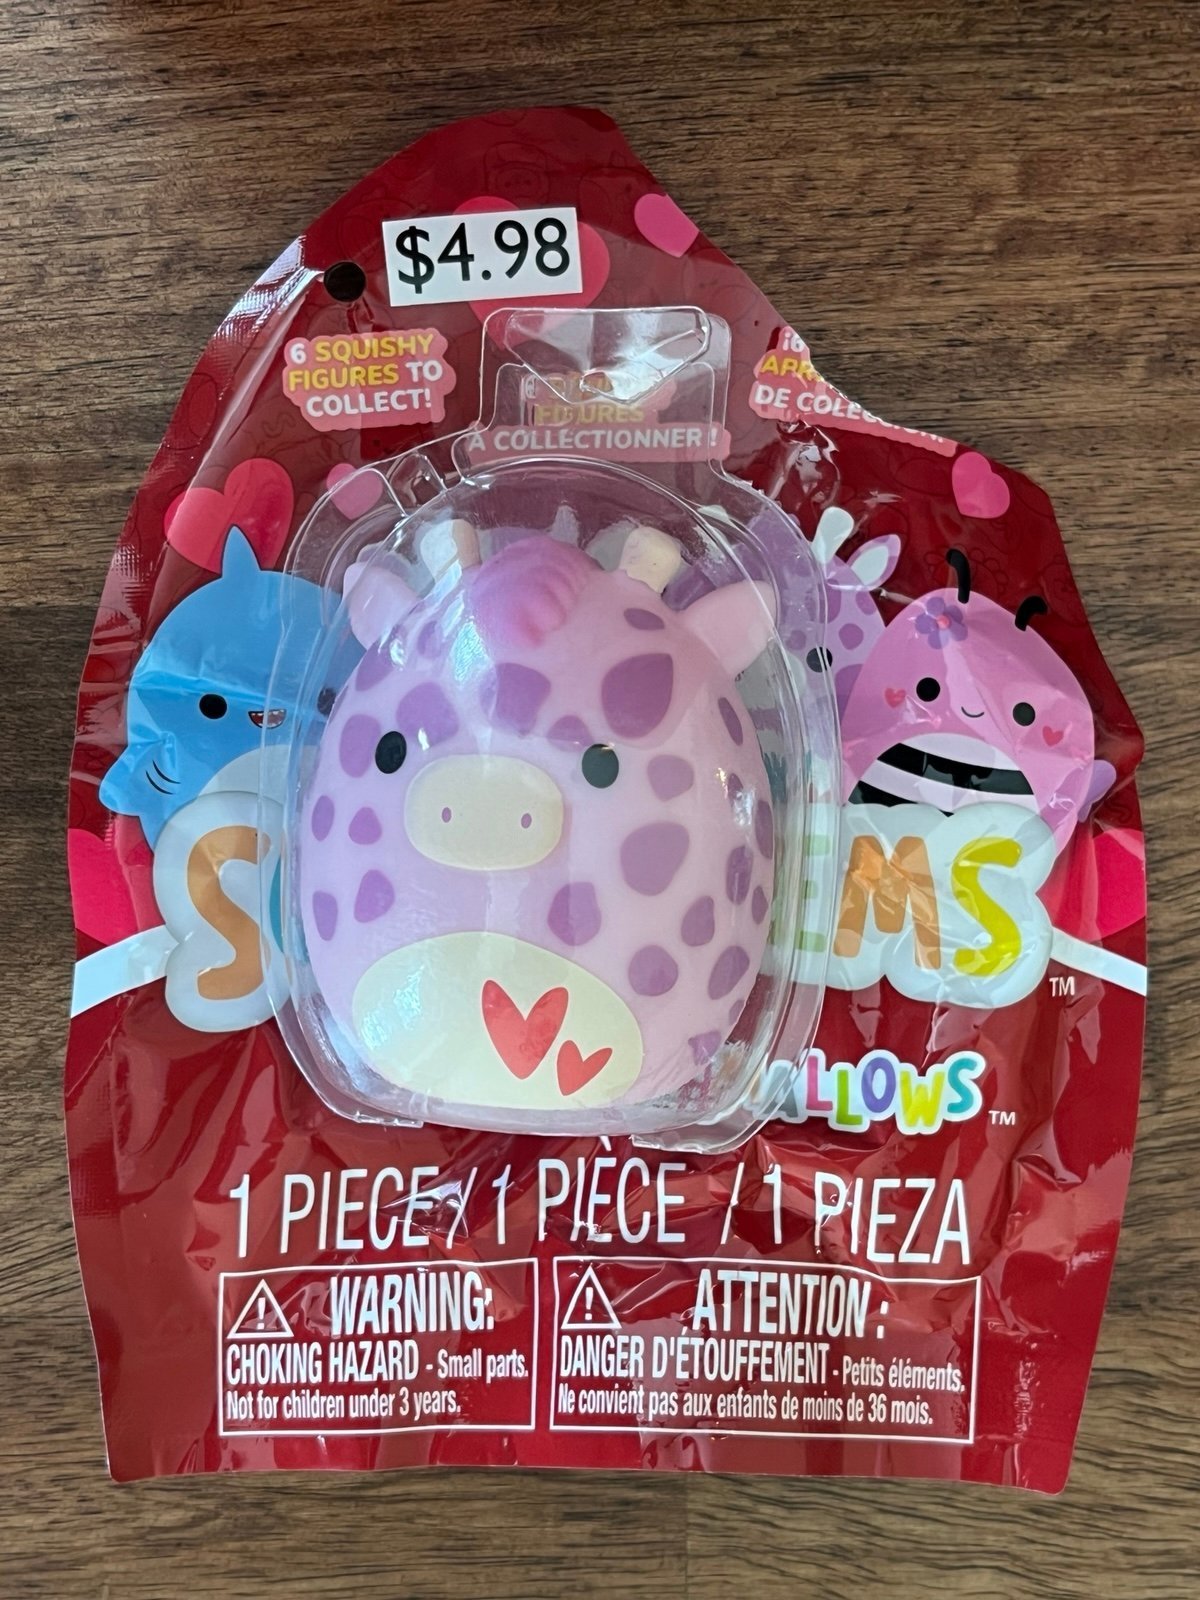 $4.98
6 SQUISHY
FIGURES TO
COLLECT!
FIGURES
À COLLECTIONNER !
¡6
DE
S
EMS
TM
ALLOWS
TM
1 PIECE / 1 PIÈCE / 1 PIEZA
WARNING:
CHOKING HAZARD - Small parts.
Not for children under 3 years.
ATTENTION :
DANGER D'ÉTOUFFEMENT - Petits éléments.
Ne convient pas aux enfants de moins de 36 mois.